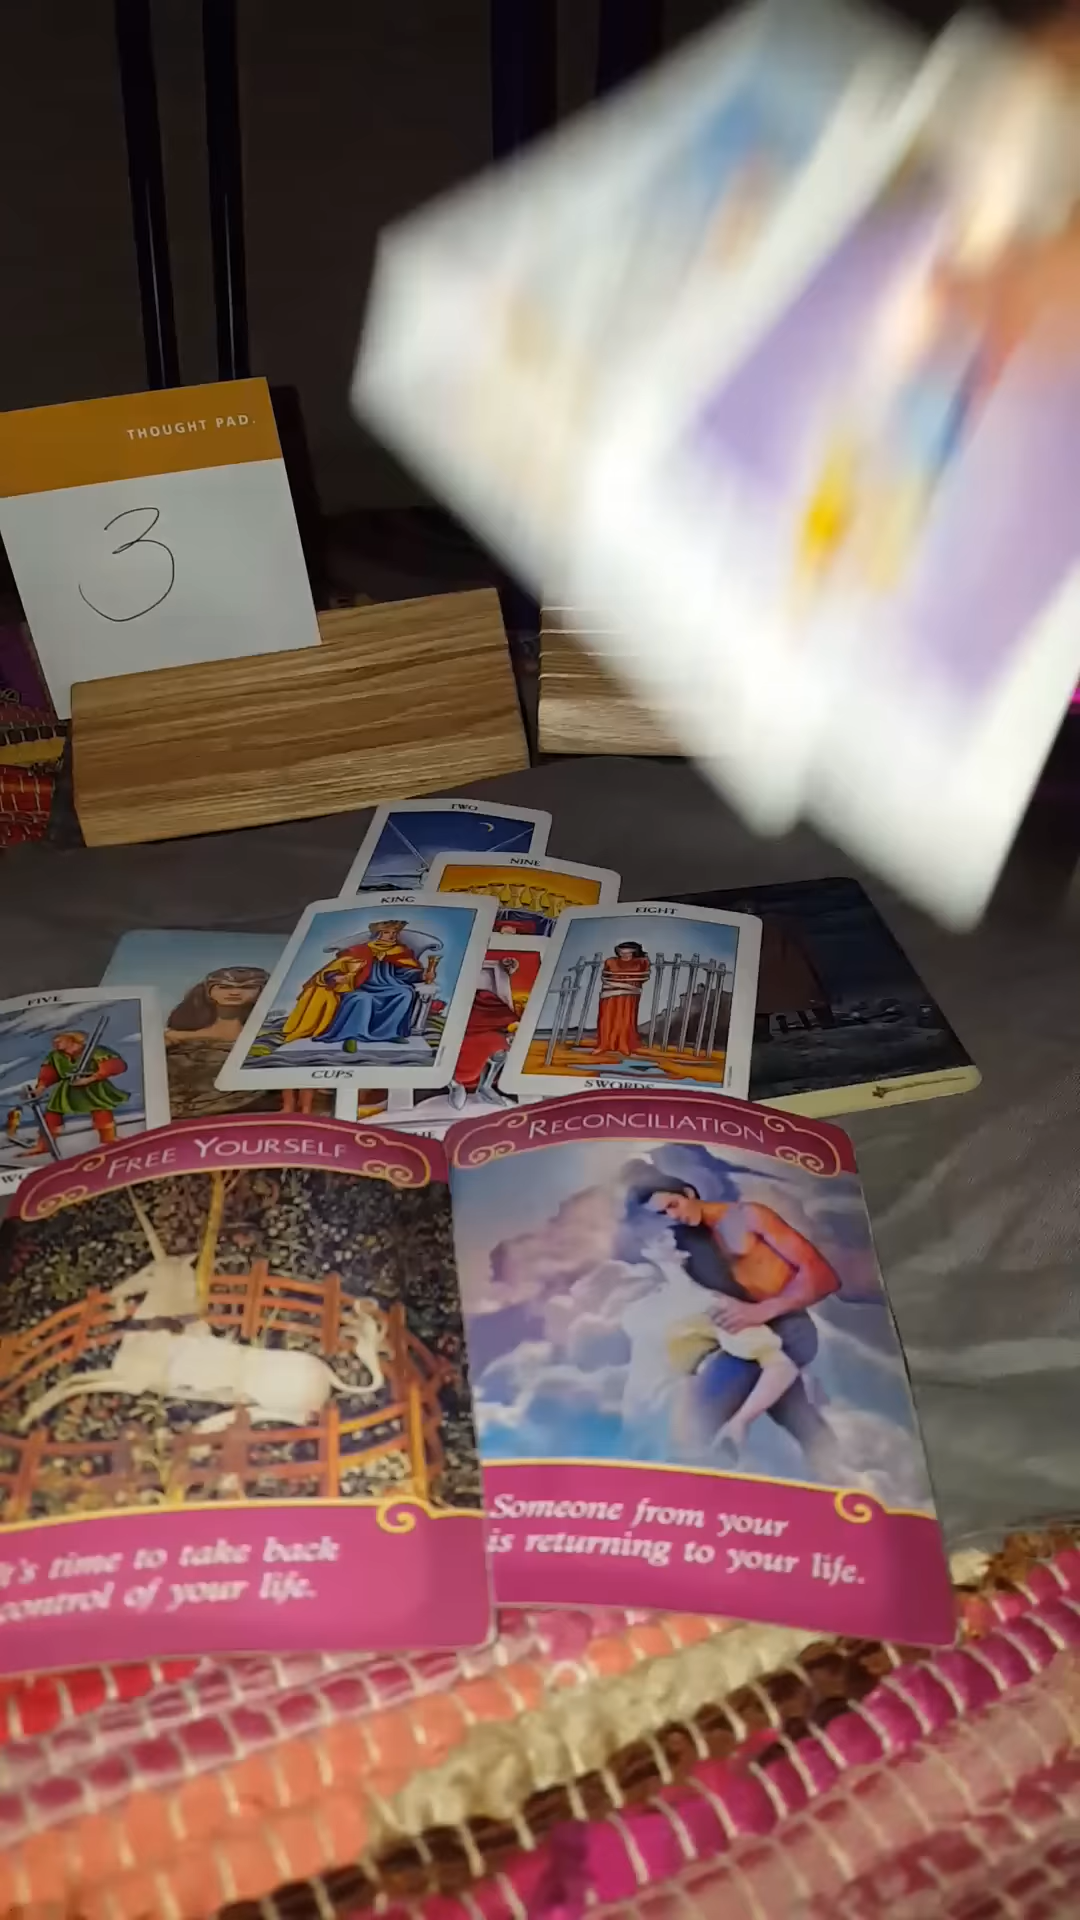 THOUGHT PAD.
3
TWO
NINE
KING
EIGHT
FIVE
CUPS
SWORDS
FREE YOURSELF
RECONCILIATION
Someone from your
is returning to your life.
It's time to take back
control of your life.